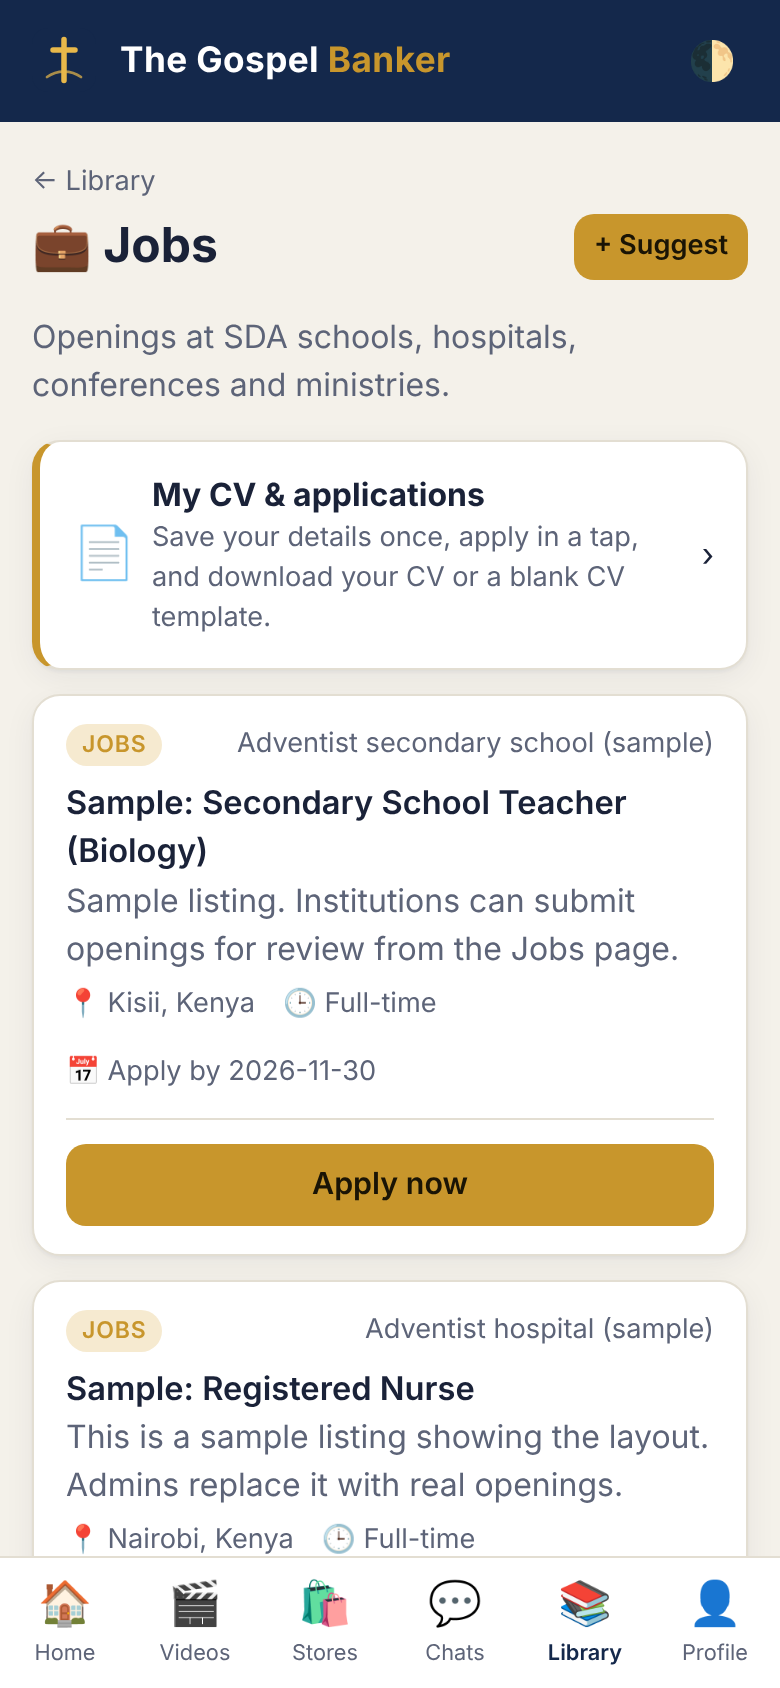 The Gospel Banker
← Library
Jobs
+ Suggest
Openings at SDA schools, hospitals,
conferences and ministries.
My CV & applications
Save your details once, apply in a tap,
and download your CV or a blank CV
template.
›
JOBS
Adventist secondary school (sample)
Sample: Secondary School Teacher
(Biology)
Sample listing. Institutions can submit
openings for review from the Jobs page.
Kisii, Kenya
Full-time
July
17
Apply by 2026-11-30
Apply now
JOBS
Adventist hospital (sample)
Sample: Registered Nurse
This is a sample listing showing the layout.
Admins replace it with real openings.
Nairobi, Kenya
Full-time
Home
Videos
Stores
Chats
Library
Profile